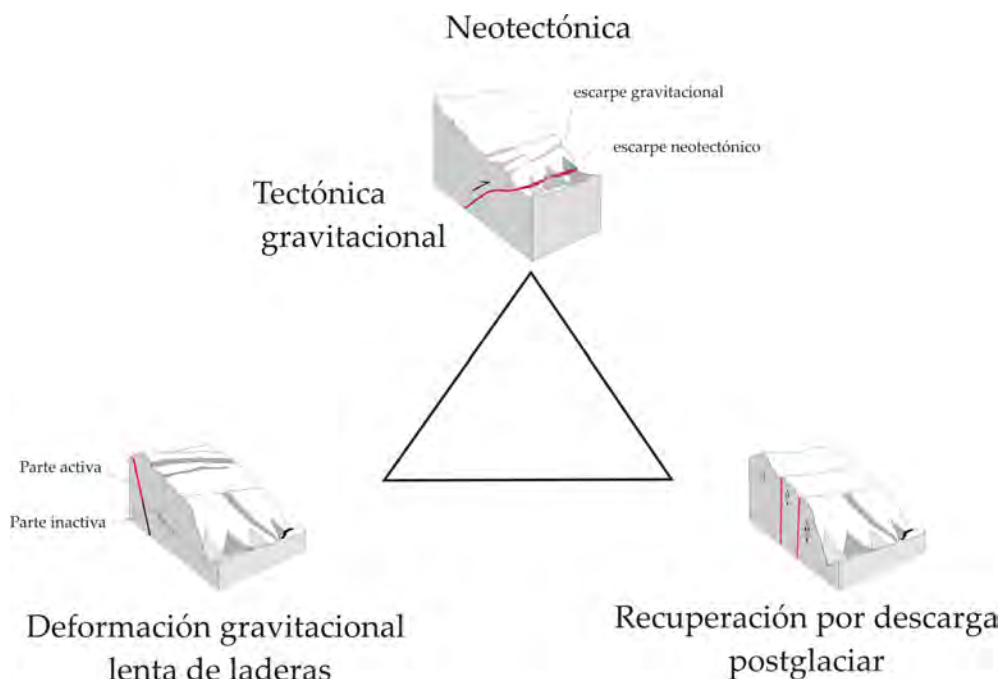 Neotectónica
escarpe gravitacional
escarpe neotectónico
Tectónica
gravitacional
Parte activa
Parte inactiva
Deformación gravitacional
lenta de laderas
Recuperación por descarga
postglaciar